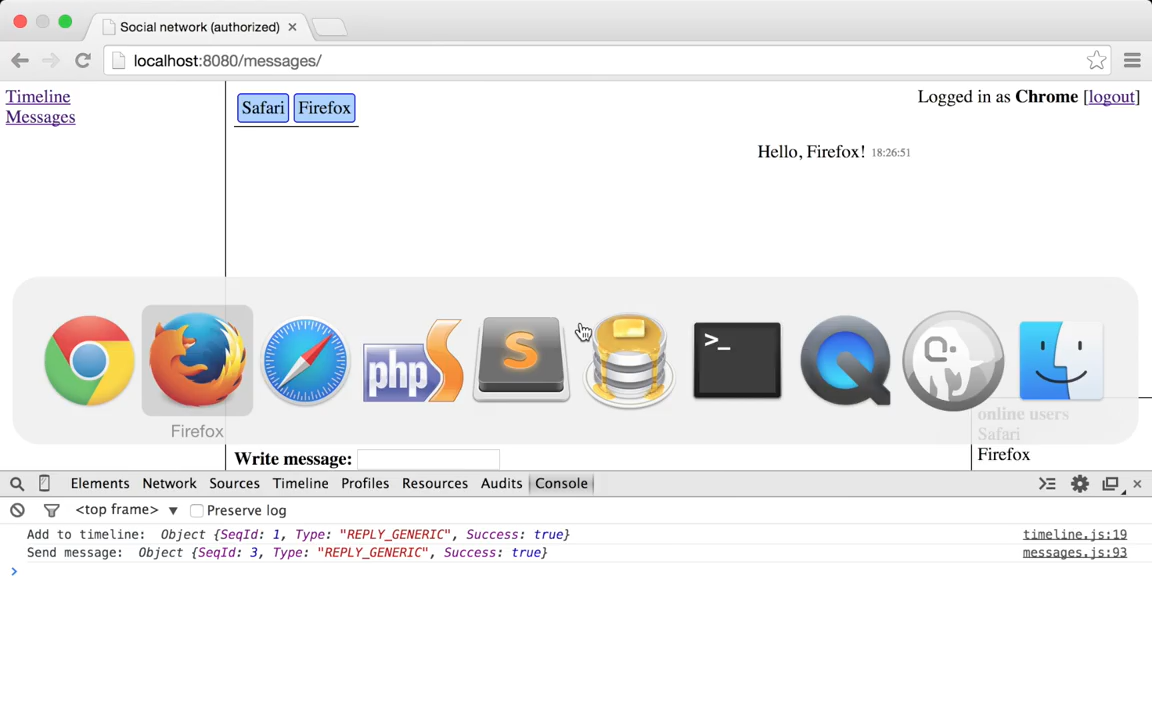 Social network (authorized)
localhost:8080/messages/
Timeline
Messages
Safari Firefox
Logged in as Chrome [logout]
Hello, Firefox! 18:26:51
php S
S
>_
Firefox
online users
Safari
Firefox
Write message:
Elements Network Sources Timeline Profiles Resources Audits Console
<top frame> ▼ Preserve log
Add to timeline: Object {SeqId: 1, Type: "REPLY_GENERIC", Success: true} timeline.js:19
Send message: Object {SeqId: 3, Type: "REPLY_GENERIC", Success: true} messages.js:93